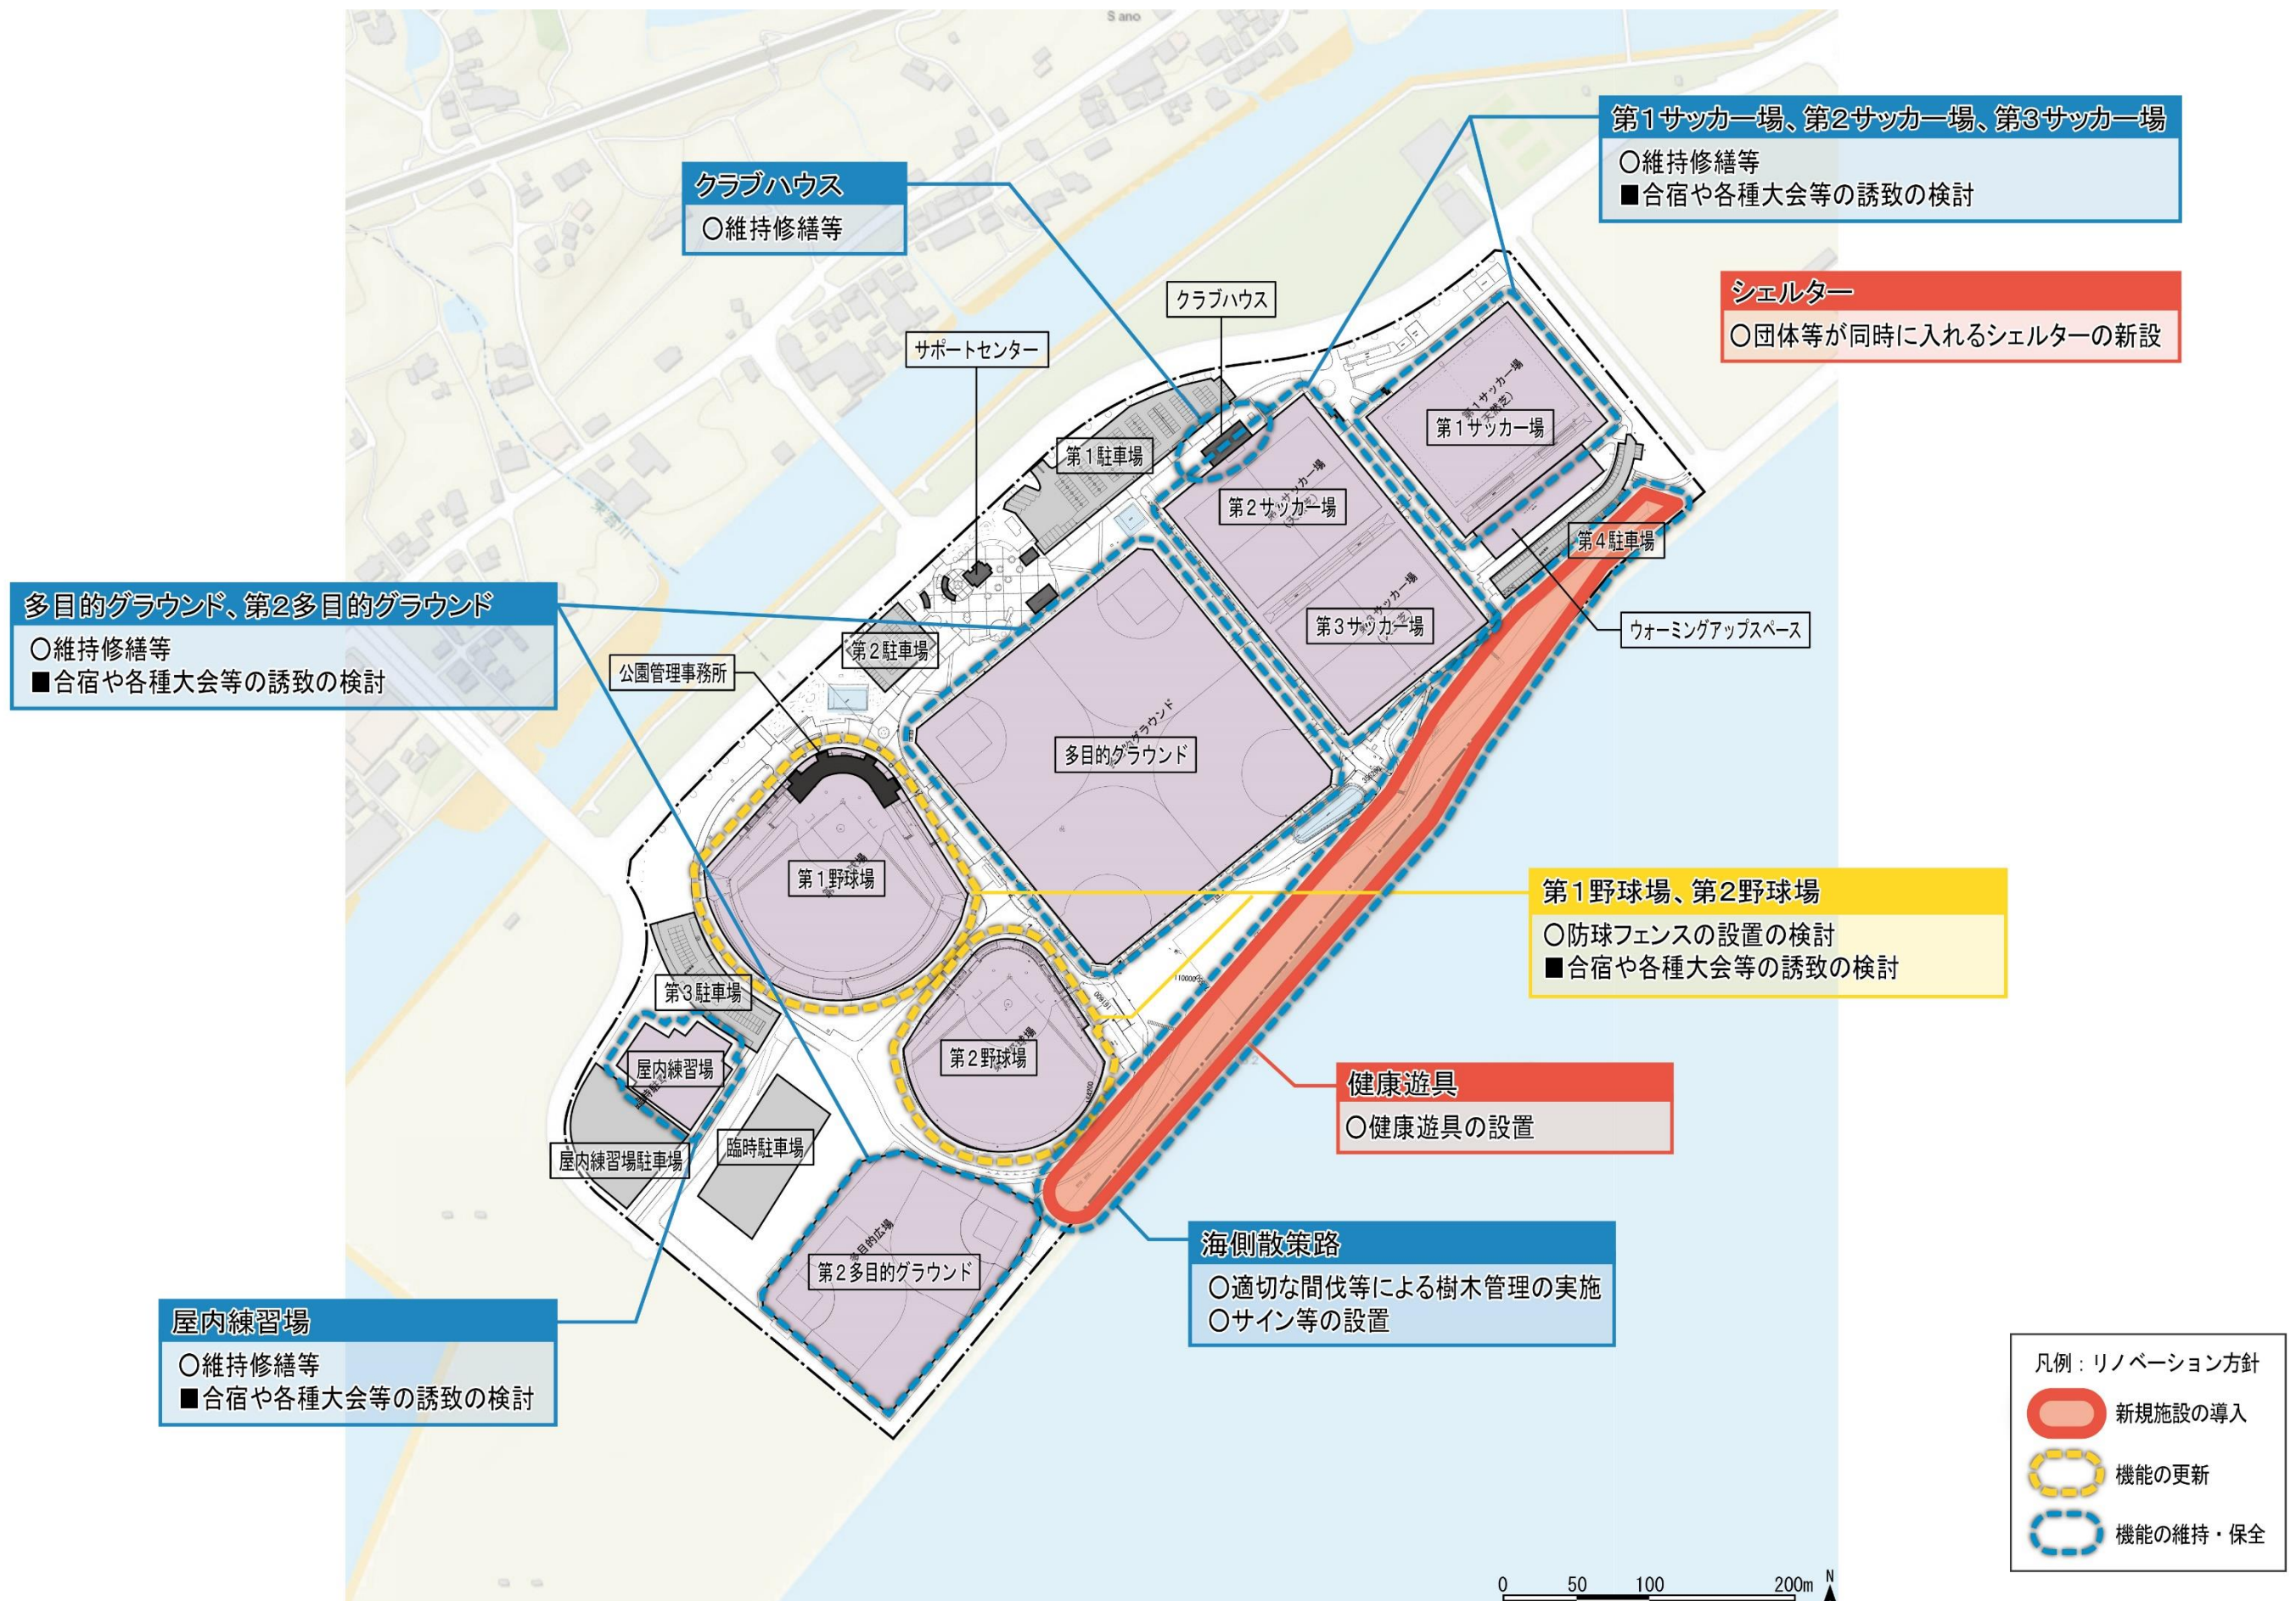 Sano
第1サッカー場、第2サッカー場、第3サッカー場
○維持修繕等
■合宿や各種大会等の誘致の検討
クラブハウス
○維持修繕等
シェルター
○団体等が同時に入れるシェルターの新設
クラブハウス
サポートセンター
第1サッカー場
(天然芝)
第1サッカー場
第1駐車場
第2サッカー場
第4駐車場
多目的グラウンド、第2多目的グラウンド
○維持修繕等
■合宿や各種大会等の誘致の検討
第3サッカー場
ウォーミングアップスペース
第2駐車場
公園管理事務所
多目的グラウンド
第1野球場
第1野球場、第2野球場
○防球フェンスの設置の検討
■合宿や各種大会等の誘致の検討
第3駐車場
110000
第2野球場
屋内練習場
健康遊具
○健康遊具の設置
臨時駐車場
屋内練習場駐車場
多目的広場
第2多目的グラウンド
海側散策路
○適切な間伐等による樹木管理の実施
○サイン等の設置
屋内練習場
○維持修繕等
■合宿や各種大会等の誘致の検討
凡例：リノベーション方針
新規施設の導入
機能の更新
機能の維持・保全
0 50 100 200m
N